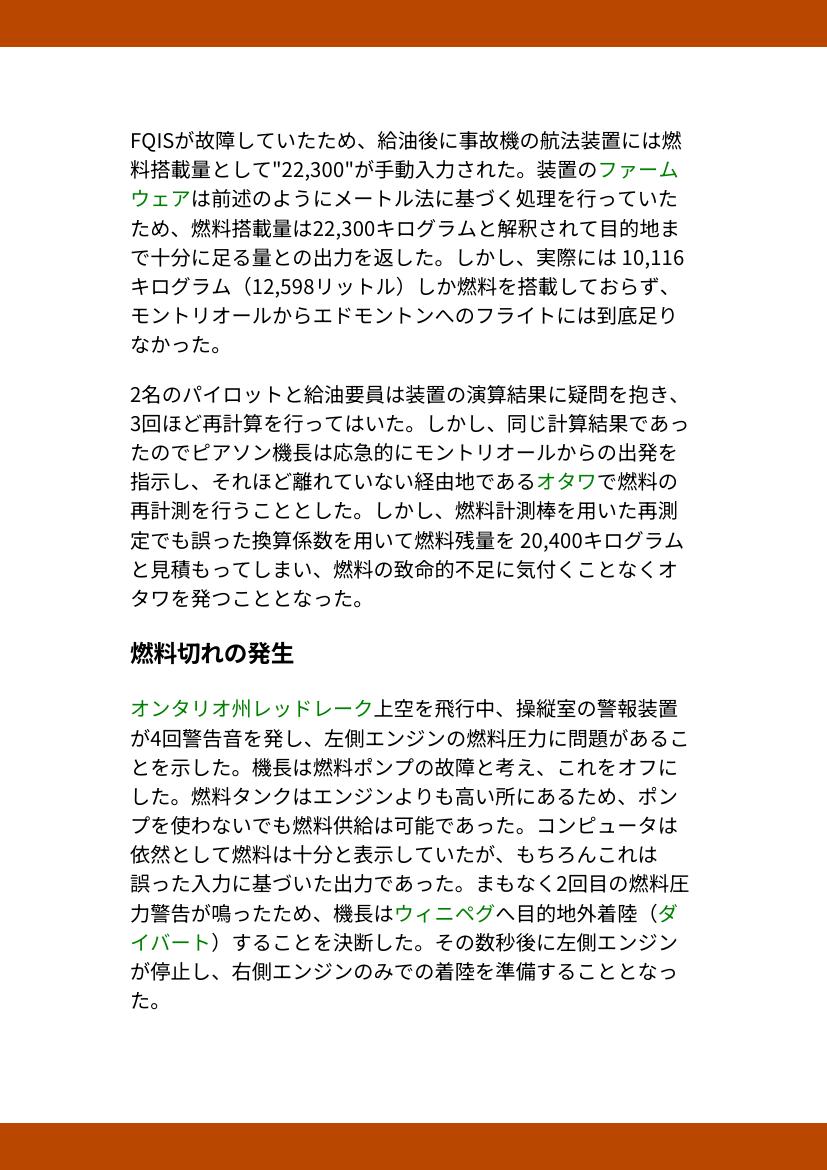 FQISが故障していたため、給油後に事故機の航法装置には燃
料搭載量として"22,300"が手動入力された。装置のファーム
ウェアは前述のようにメートル法に基づく処理を行っていた
ため、燃料搭載量は22,300キログラムと解釈されて目的地ま
で十分に足る量との出力を返した。しかし、実際には 10,116
キログラム（12,598リットル）しか燃料を搭載しておらず、
モントリオールからエドモントンへのフライトには到底足り
なかった。
2名のパイロットと給油要員は装置の演算結果に疑問を抱き、
3回ほど再計算を行ってはいた。しかし、同じ計算結果であっ
たのでピアソン機長は応急的にモントリオールからの出発を
指示し、それほど離れていない経由地であるオタワで燃料の
再計測を行うこととした。しかし、燃料計測棒を用いた再測
定でも誤った換算係数を用いて燃料残量を 20,400キログラム
と見積もってしまい、燃料の致命的不足に気付くことなくオ
タワを発つこととなった。
燃料切れの発生
オンタリオ州レッドレーク上空を飛行中、操縦室の警報装置
が4回警告音を発し、左側エンジンの燃料圧力に問題があるこ
とを示した。機長は燃料ポンプの故障と考え、これをオフに
した。燃料タンクはエンジンよりも高い所にあるため、ポン
プを使わないでも燃料供給は可能であった。コンピュータは
依然として燃料は十分と表示していたが、もちろんこれは
誤った入力に基づいた出力であった。まもなく2回目の燃料圧
力警告が鳴ったため、機長はウィニペグへ目的地外着陸（ダ
イバート）することを決断した。その数秒後に左側エンジン
が停止し、右側エンジンのみでの着陸を準備することとなっ
た。